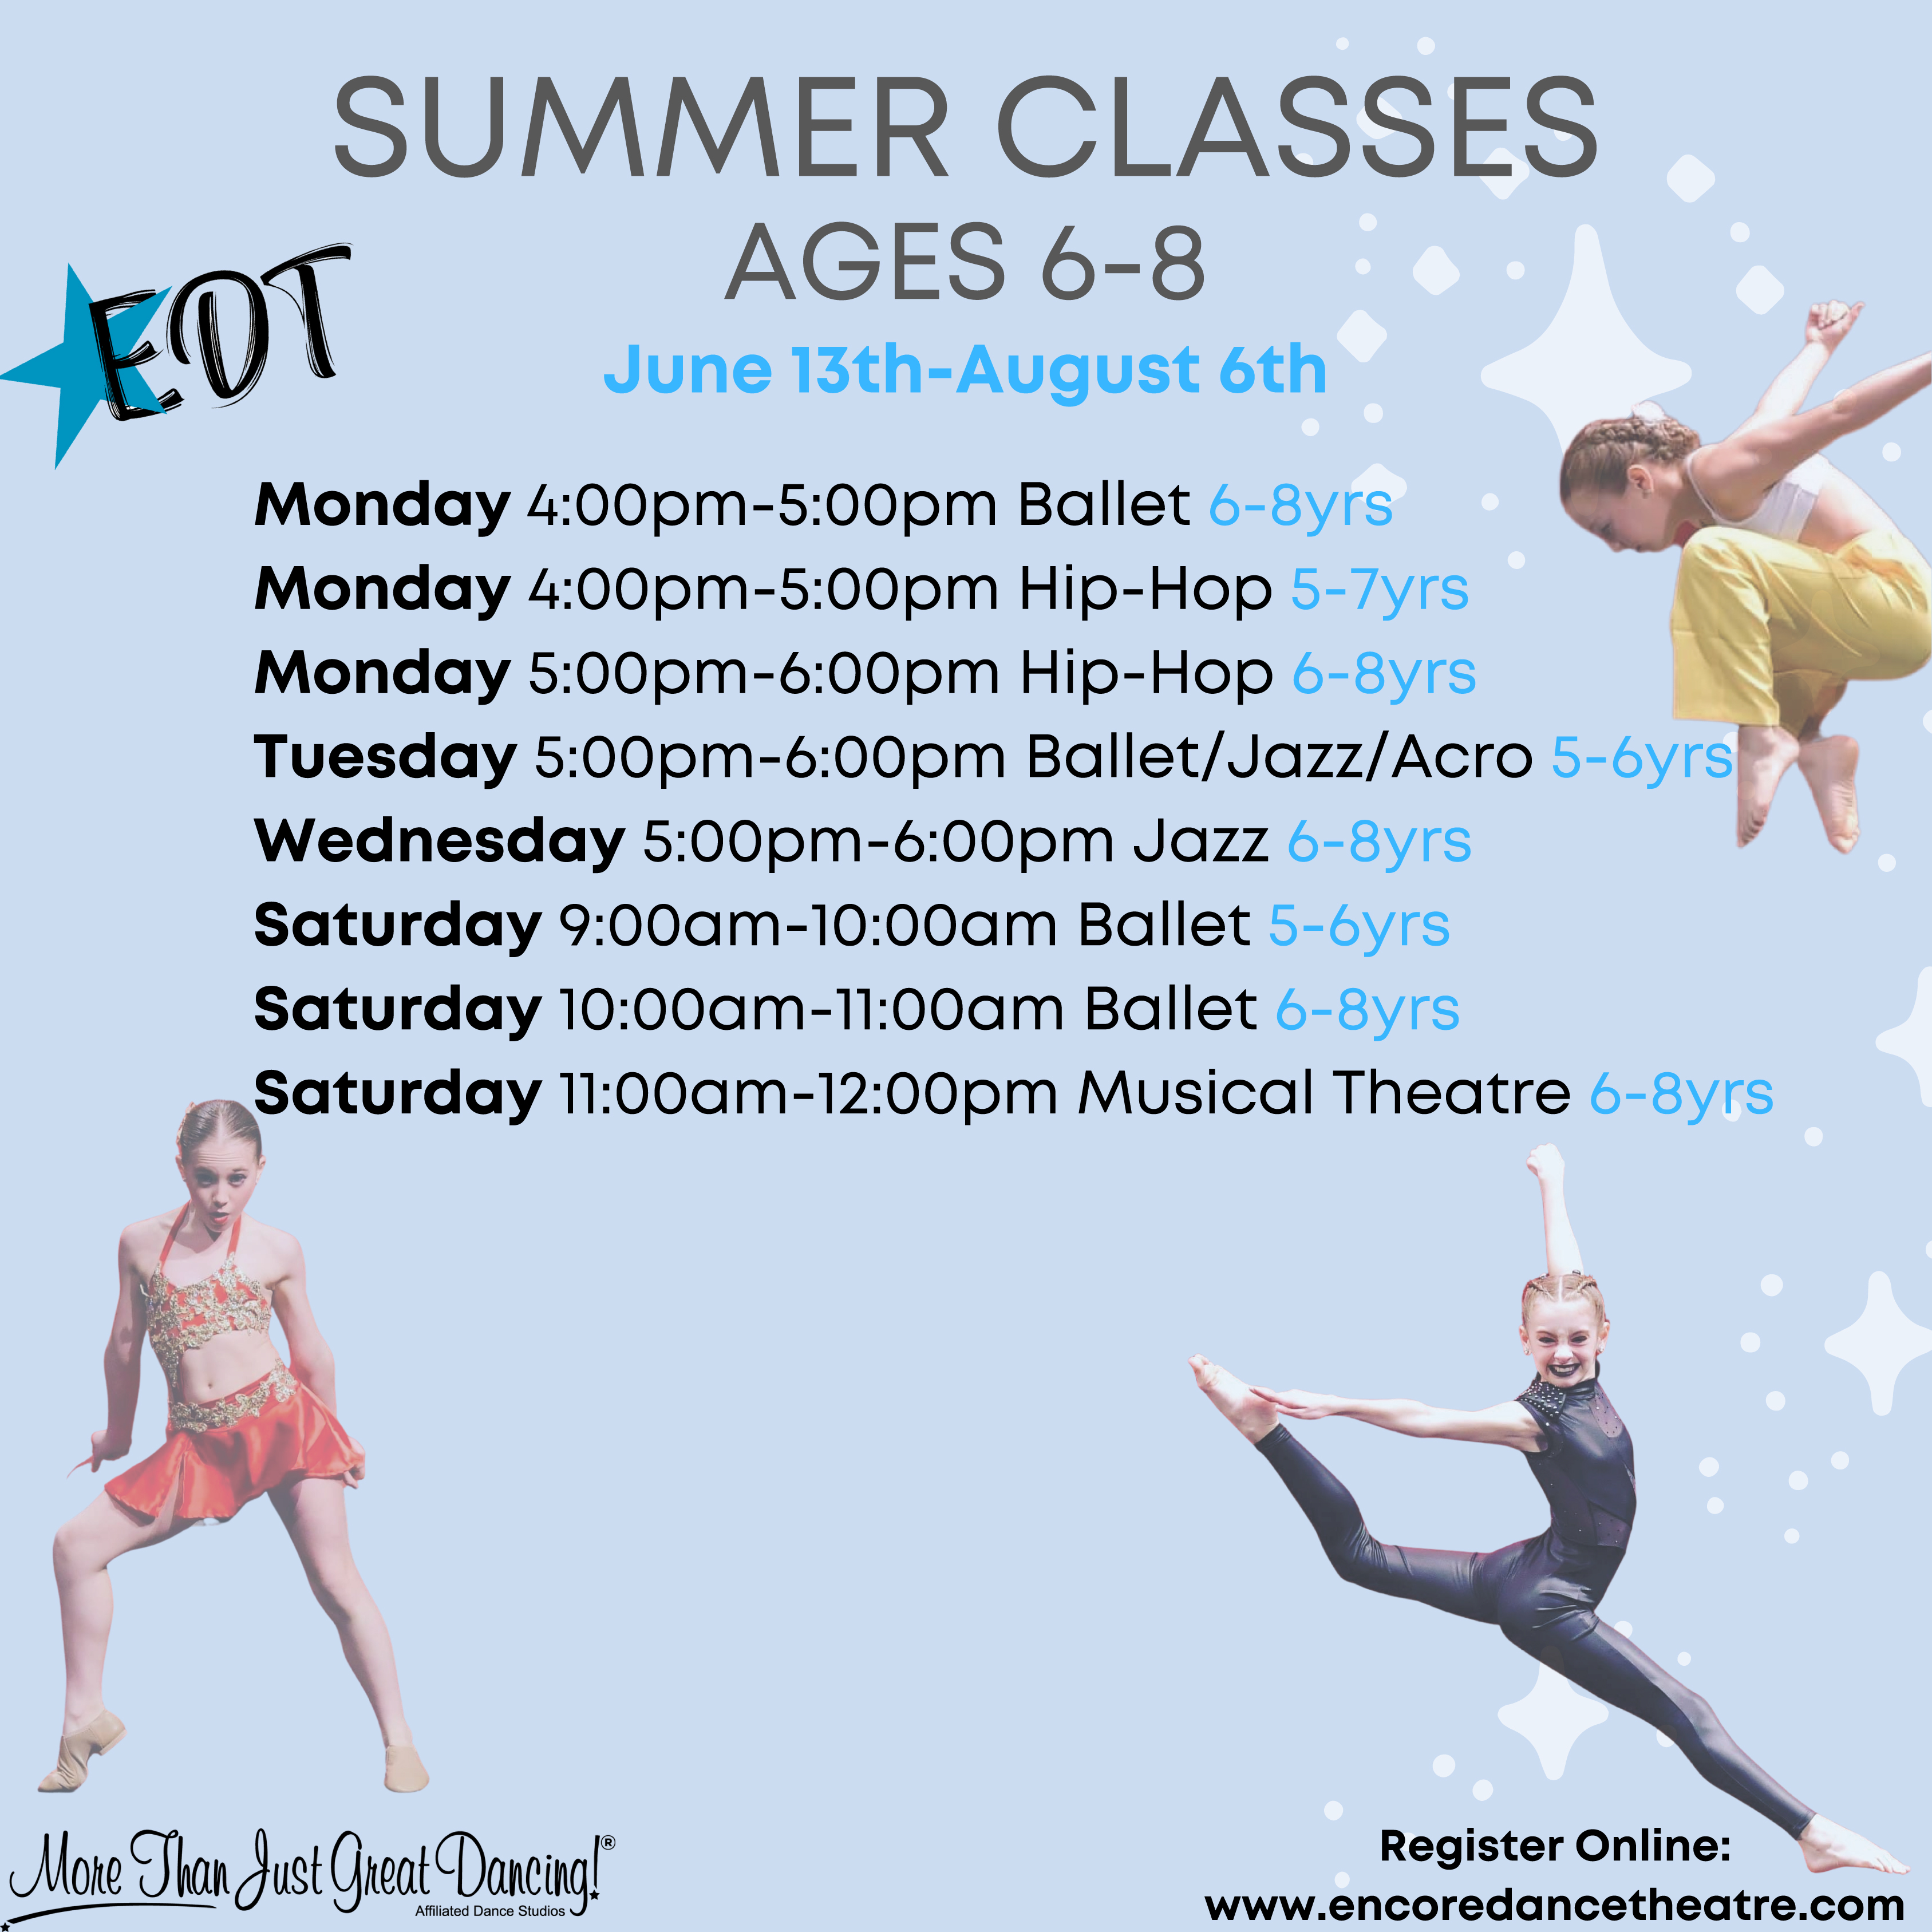 SUMMER CLASSES
AGES 6-8
EDT
June 13th-August 6th
Monday 4:00pm-5:00pm Ballet 6-8yrs
Monday 4:00pm-5:00pm Hip-Hop 5-7yrs
Monday 5:00pm-6:00pm Hip-Hop 6-8yrs
Tuesday 5:00pm-6:00pm Ballet/Jazz/Acro 5-6yrs
Wednesday 5:00pm-6:00pm Jazz 6-8yrs
Saturday 9:00am-10:00am Ballet 5-6yrs
Saturday 10:00am-11:00am Ballet 6-8yrs
Saturday 11:00am-12:00pm Musical Theatre 6-8yrs
More Than Just Great Dancing!®
Affiliated Dance Studios
Register Online:
www.encoredancetheatre.com